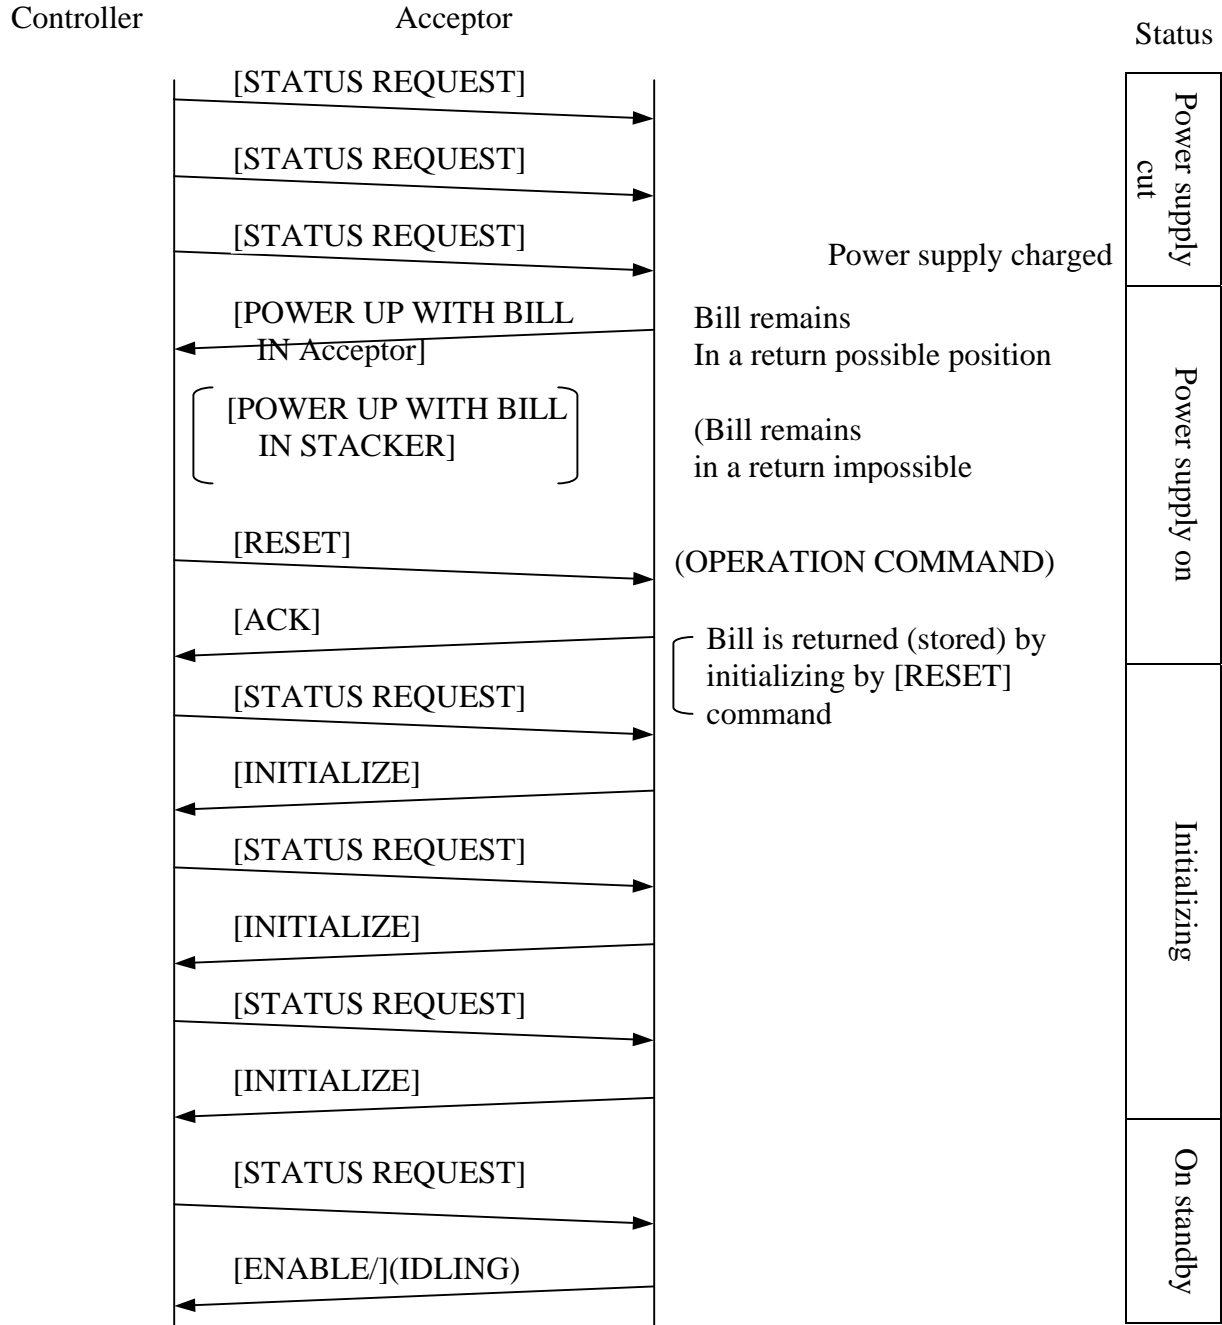 Controller
Acceptor
Status
[STATUS REQUEST]
[STATUS REQUEST]
[STATUS REQUEST]
Power supply charged
Power supply
cut
[POWER UP WITH BILL
IN Acceptor]
Bill remains
In a return possible position
[POWER UP WITH BILL
IN STACKER]
(Bill remains
in a return impossible
[RESET]
(OPERATION COMMAND)
Power supply on
[ACK]
Bill is returned (stored) by
initializing by [RESET]
command
[STATUS REQUEST]
[INITIALIZE]
[STATUS REQUEST]
[INITIALIZE]
[STATUS REQUEST]
[INITIALIZE]
Initializing
[STATUS REQUEST]
[ENABLE/](IDLING)
On standby